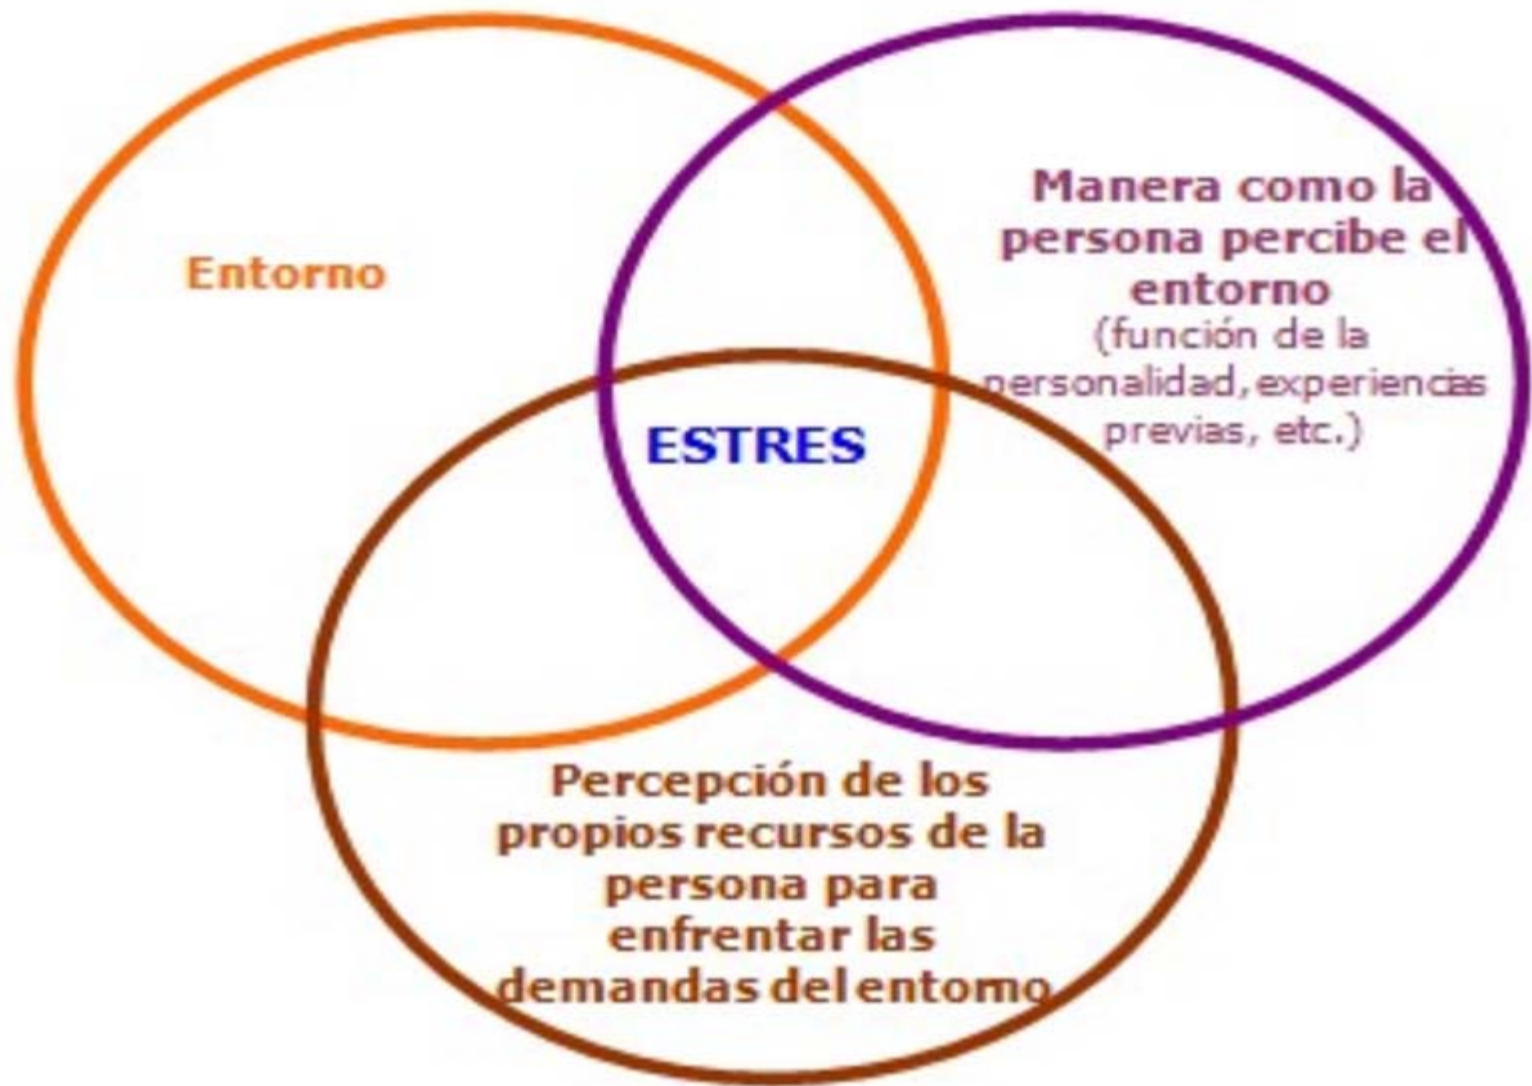 Entorno
Manera como la
persona percibe el
entorno
(función de la
personalidad, experiencias
previas, etc.)
ESTRES
Percepción de los
propios recursos de la
persona para
enfrentar las
demandas del entorno